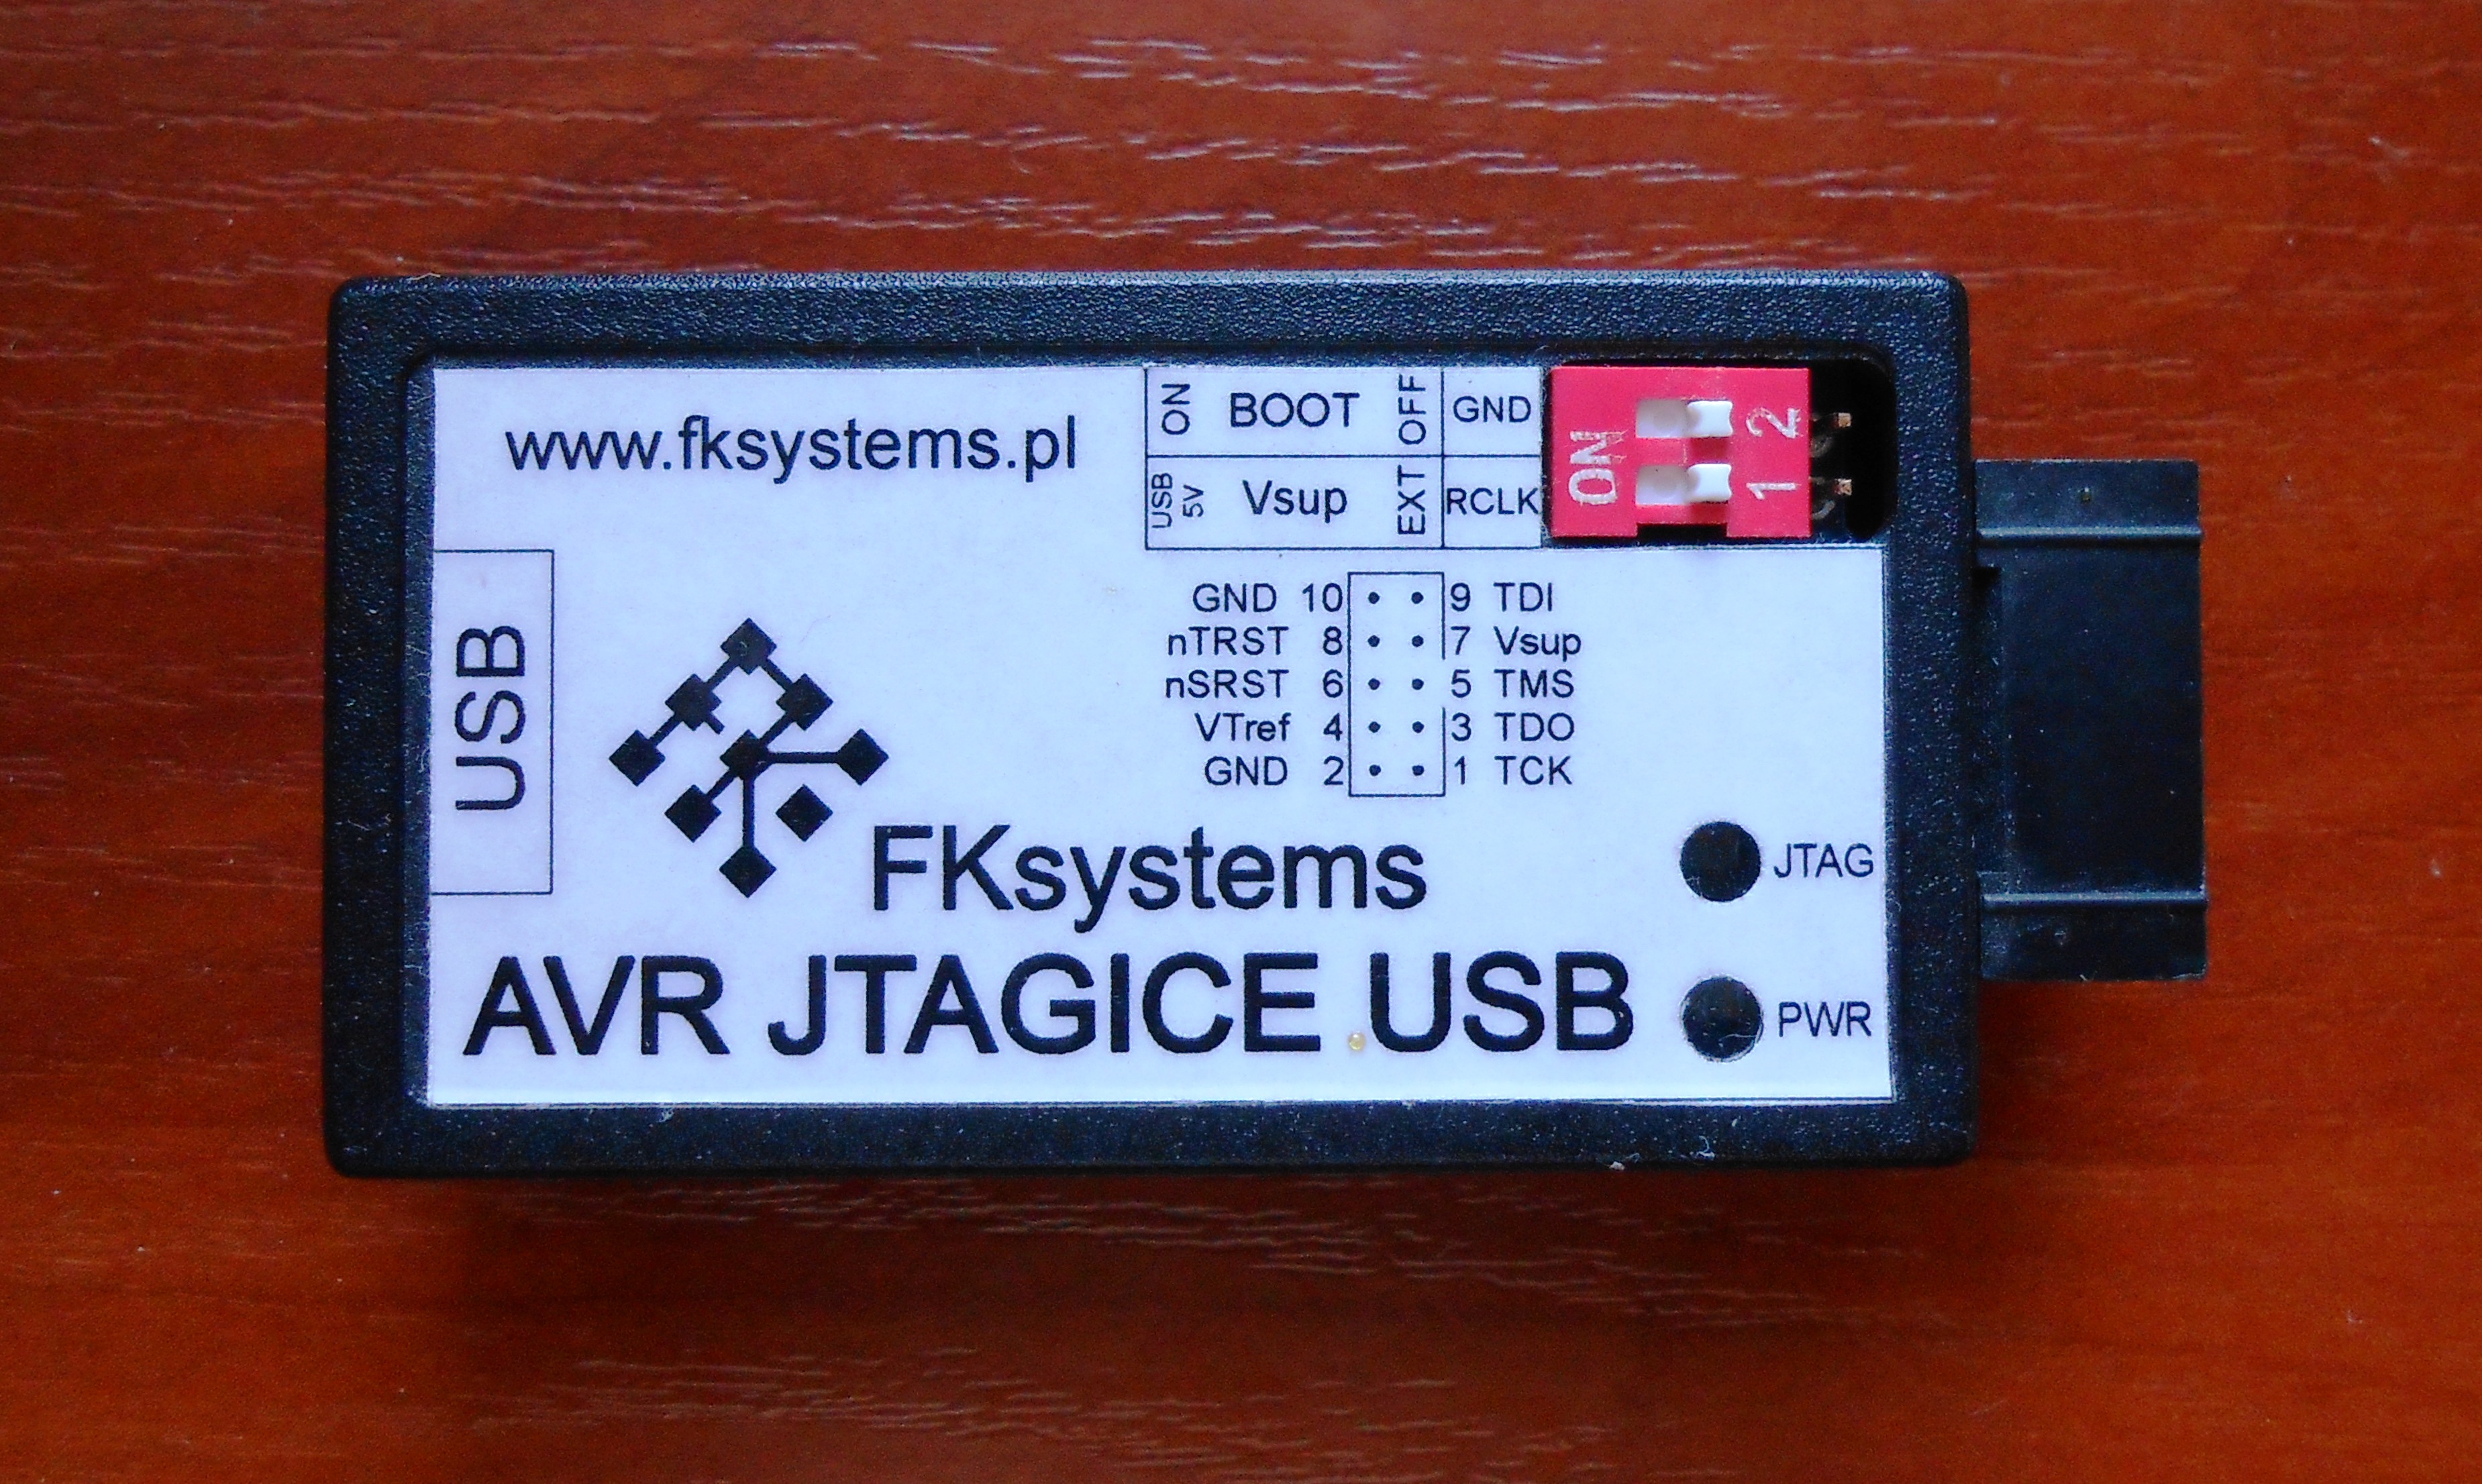 www.fksystems.pl
ON BOOT OFF GND
USB 5V Vsup EXT RCLK
ON
2
1
USB
GND 10 9 TDI
nTRST 8 7 Vsup
nSRST 6 5 TMS
VTref 4 3 TDO
GND 2 1 TCK
FKsystems
JTAG
AVR JTAGICE USB
PWR